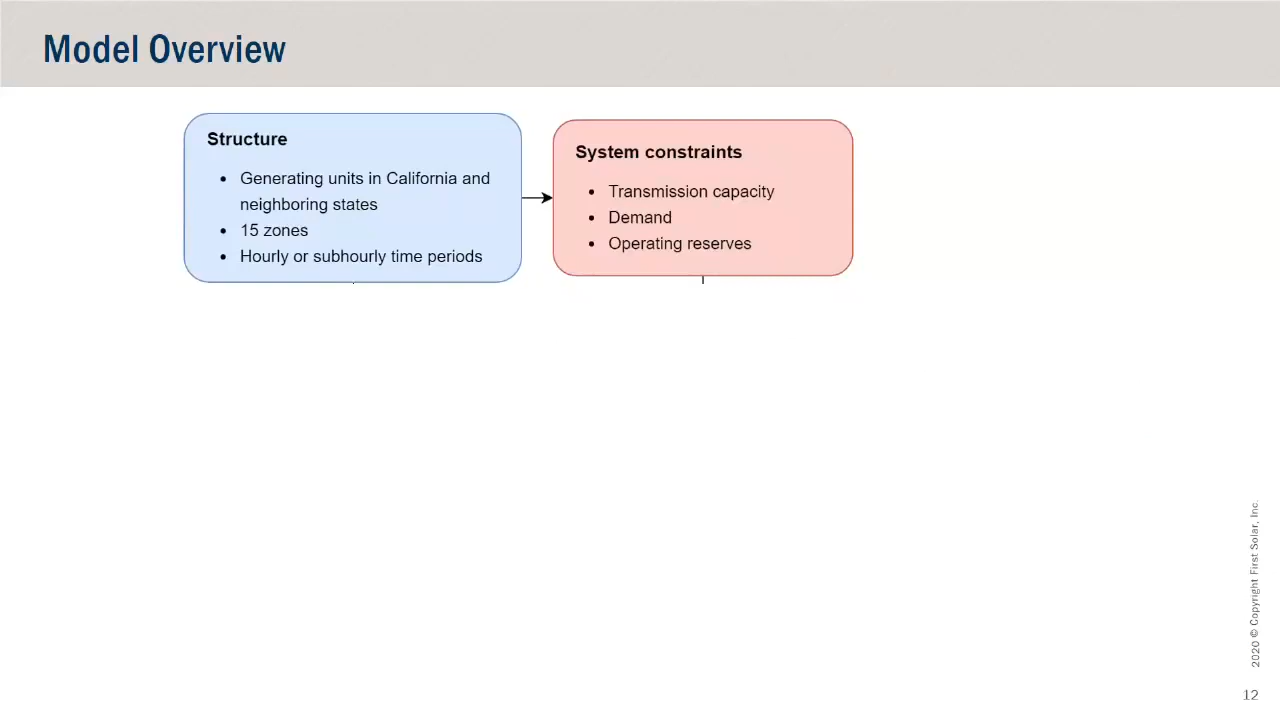 Model Overview
Structure
• Generating units in California and
neighboring states
• 15 zones
• Hourly or subhourly time periods
System constraints
• Transmission capacity
• Demand
• Operating reserves
2020 © Copyright First Solar, Inc.
12